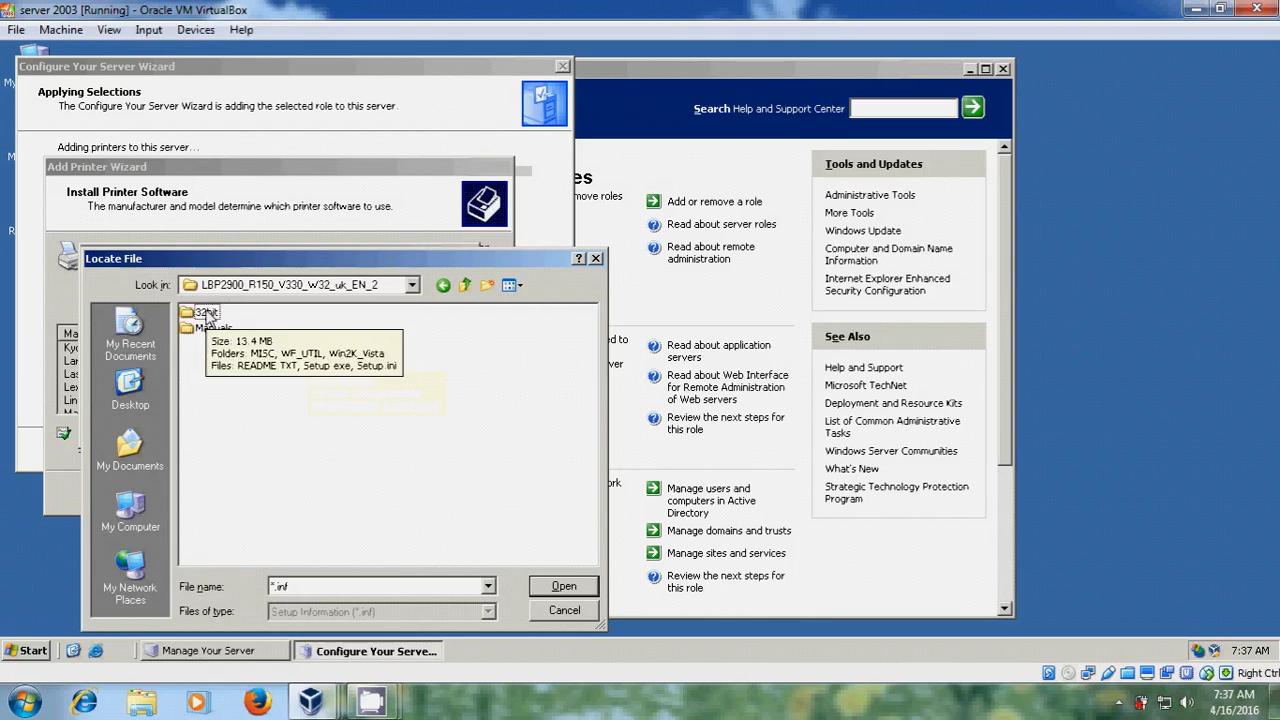 server 2003 [Running] - Oracle VM VirtualBox
File Machine View Input Devices Help
Configure Your Server Wizard
Applying Selections
The Configure Your Server Wizard is adding the selected role to this server.
Adding printers to this server...
Add Printer Wizard
Install Printer Software
The manufacturer and model determine which printer software to use.
Locate File
Look in: LBP2900_R150_V330_W32_uk_EN_2
Manuals
Size: 13.4 MB
Folders: MISC, WF_UTIL, Win2K_Vista
Files: README TXT, Setup exe, Setup.ini
My Recent
Documents
Desktop
My Documents
My Computer
My Network
Places
File name: *.inf
Open
Files of type: Setup Information (*.inf)
Cancel
Ma
Kyo
Las
Lex
Search Help and Support Center
es
move roles
Add or remove a role
Read about server roles
Read about remote
administration
ed to
Read about application
servers
Read about Web Interface
for Remote Administration
of Web servers
Review the next steps for
this role
ork
Manage users and
computers in Active
Directory
Manage domains and trusts
Manage sites and services
Review the next steps for
this role
Tools and Updates
Administrative Tools
More Tools
Windows Update
Computer and Domain Name
Information
Internet Explorer Enhanced
Security Configuration
See Also
Help and Support
Microsoft TechNet
Deployment and Resource Kits
List of Common Administrative
Tasks
Windows Server Communities
What's New
Strategic Technology Protection
Program
Start
Manage Your Server
Configure Your Serve...
7:37 AM
Right Ctrl
7:37 AM
4/16/2016